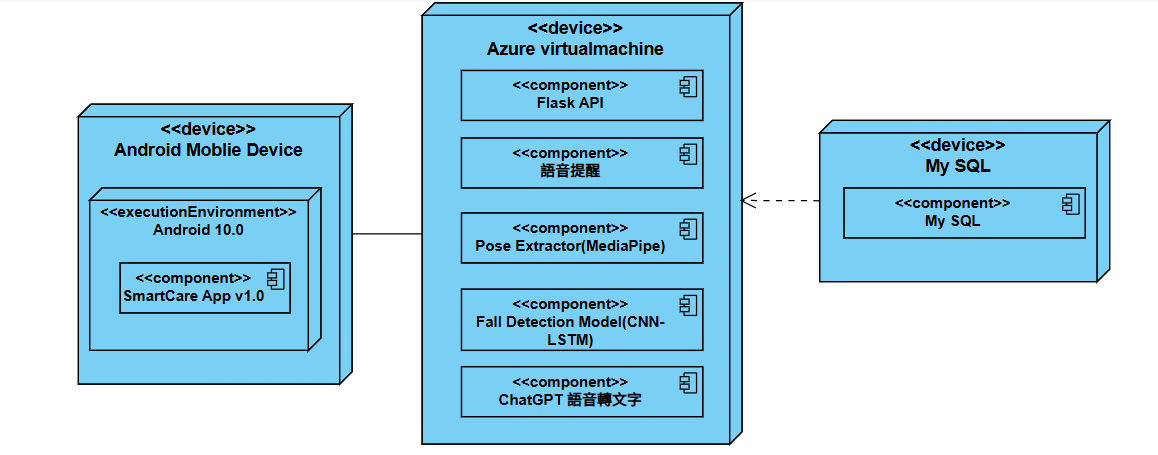 <<device>>
Android Moblie Device
<<executionEnvironment>>
Android 10.0
<<component>>
SmartCare App v1.0
<<device>>
Azure virtualmachine
<<component>>
Flask API
<<component>>
語音提醒
<<component>>
Pose Extractor(MediaPipe)
<<component>>
Fall Detection Model(CNN-
LSTM)
<<component>>
ChatGPT 語音轉文字
<<device>>
My SQL
<<component>>
My SQL